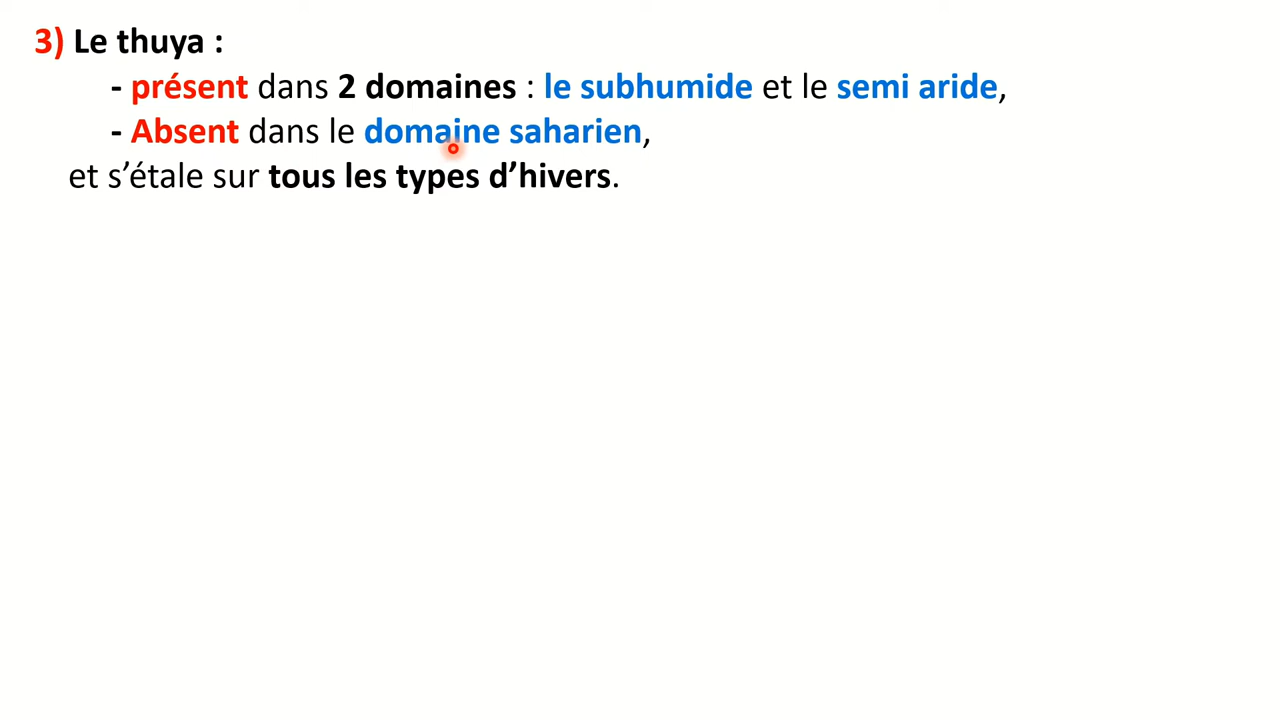 3) Le thuya :
- présent dans 2 domaines : le subhumide et le semi aride,
- Absent dans le domaine saharien,
et s’étale sur tous les types d’hivers.